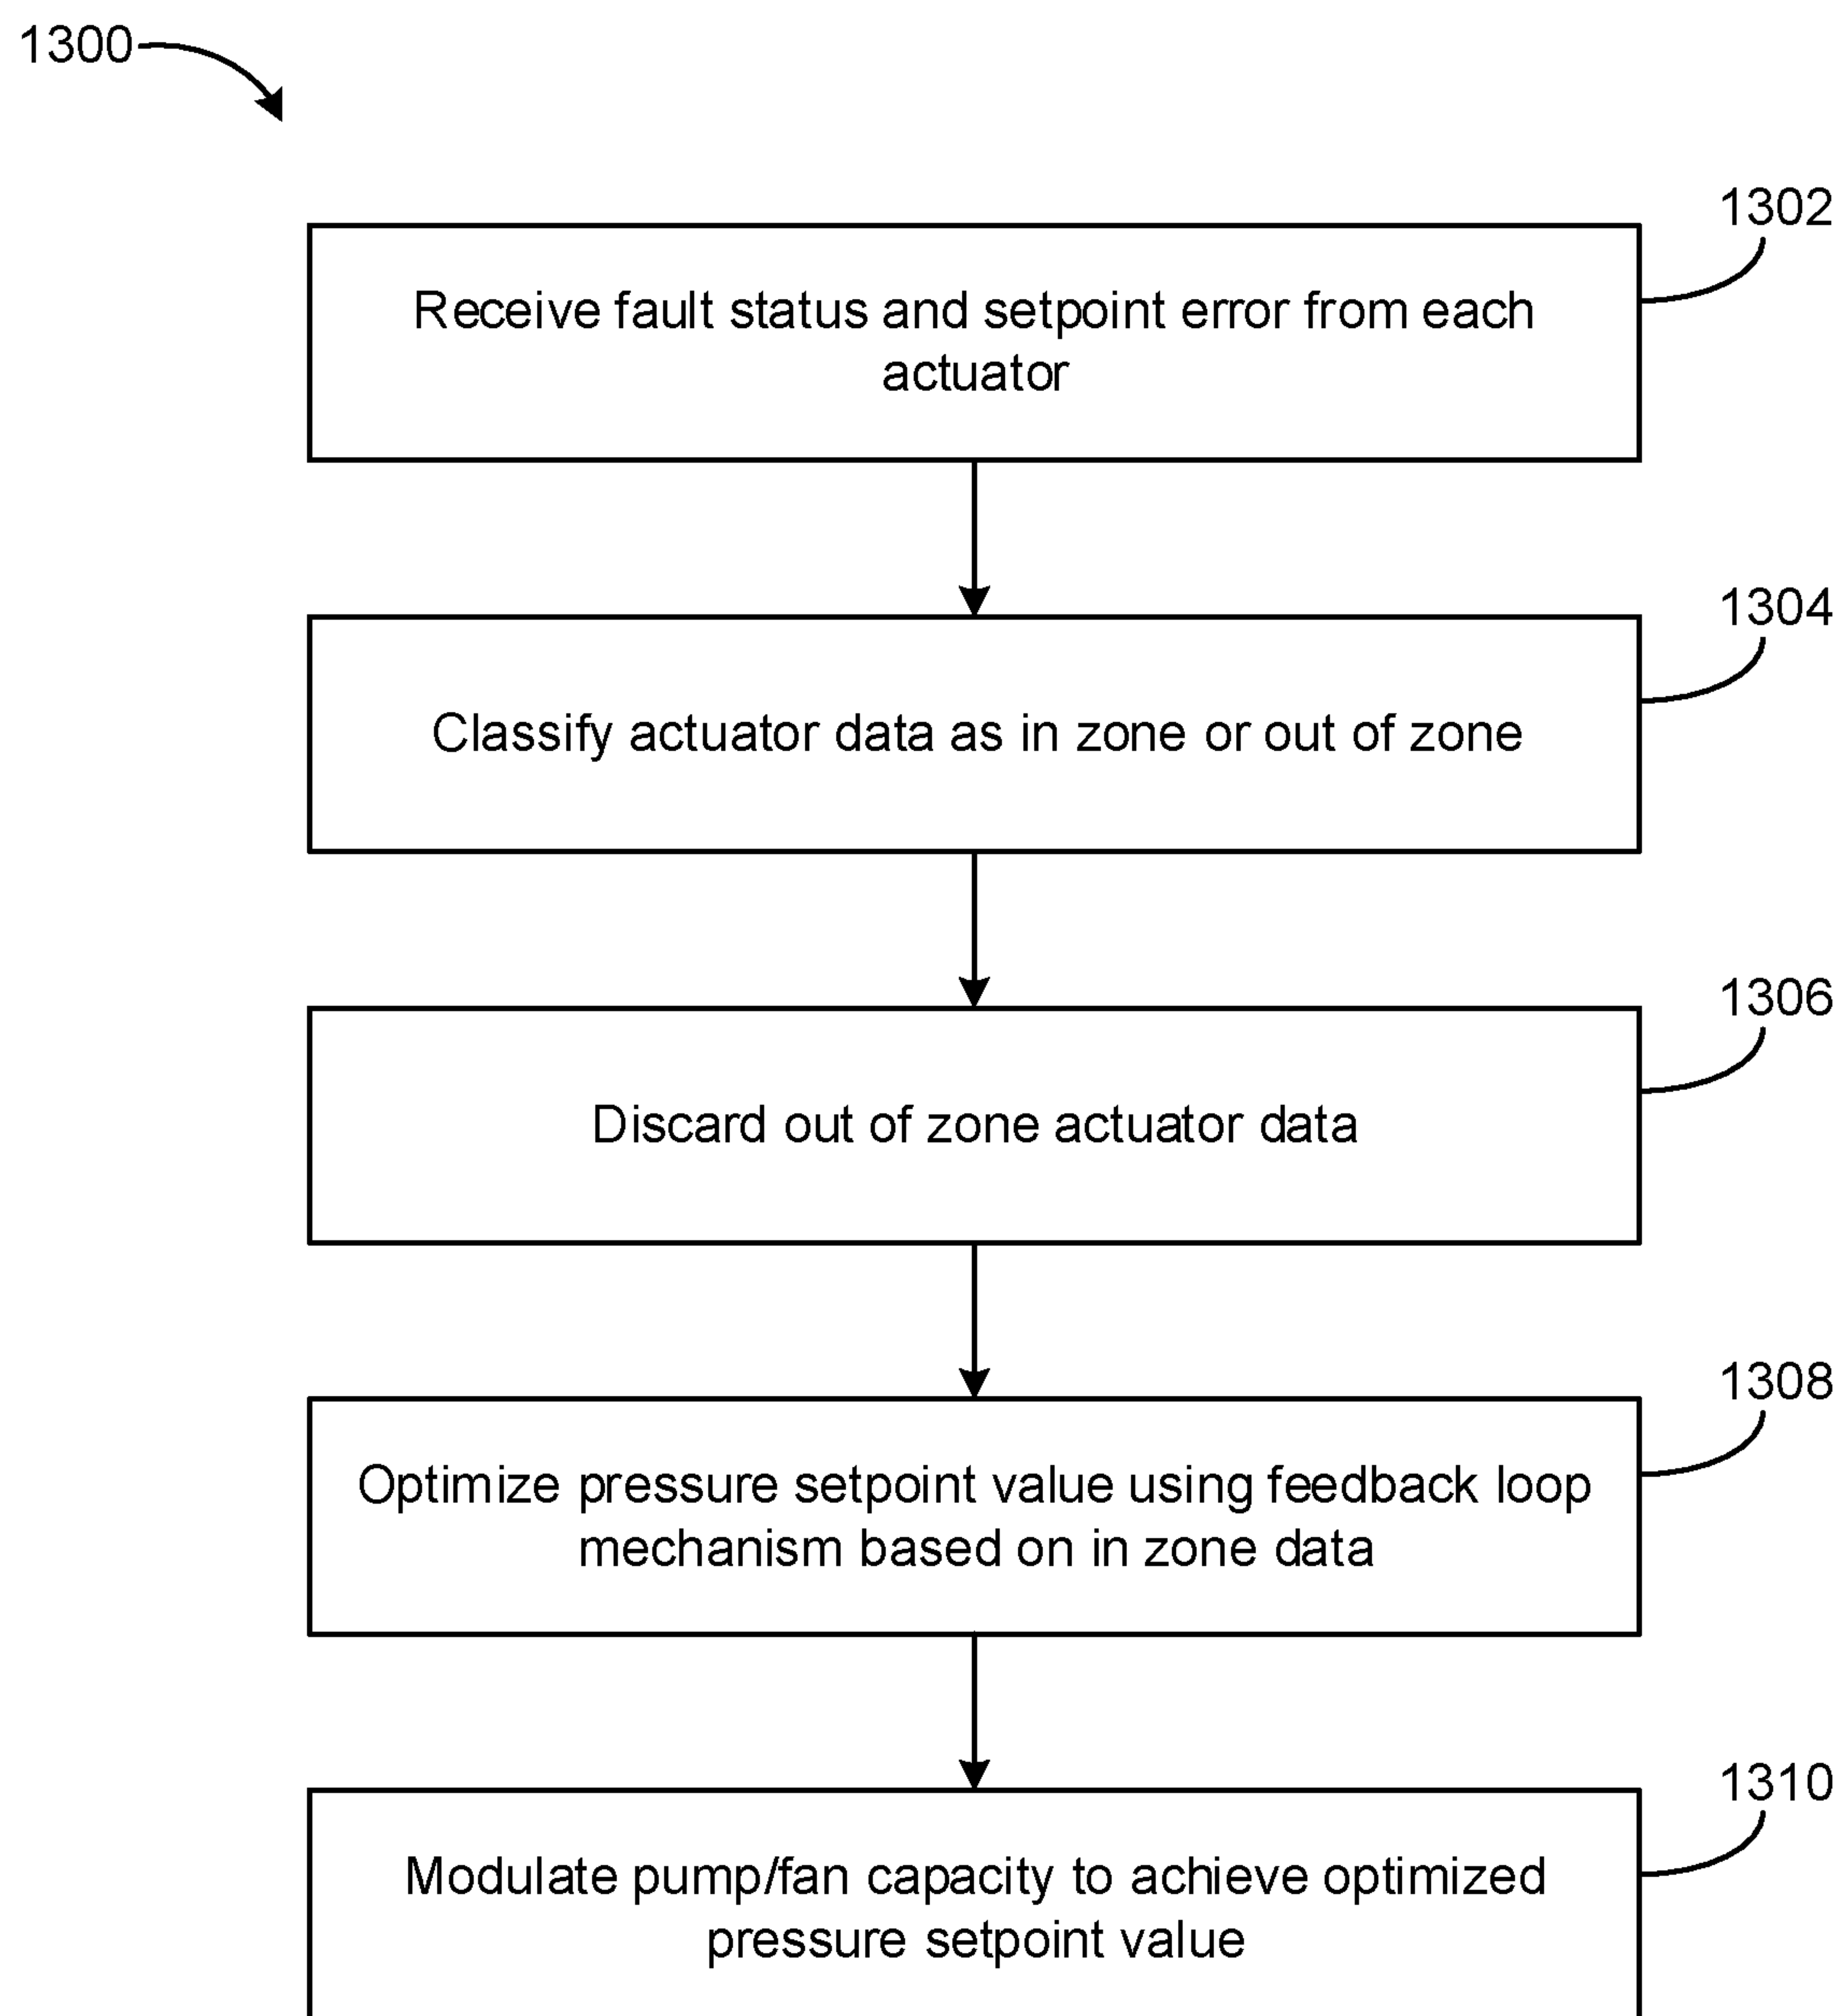 1300
1302
Receive fault status and setpoint error from each
actuator
1304
Classify actuator data as in zone or out of zone
1306
Discard out of zone actuator data
1308
Optimize pressure setpoint value using feedback loop
mechanism based on in zone data
1310
Modulate pump/fan capacity to achieve optimized
pressure setpoint value